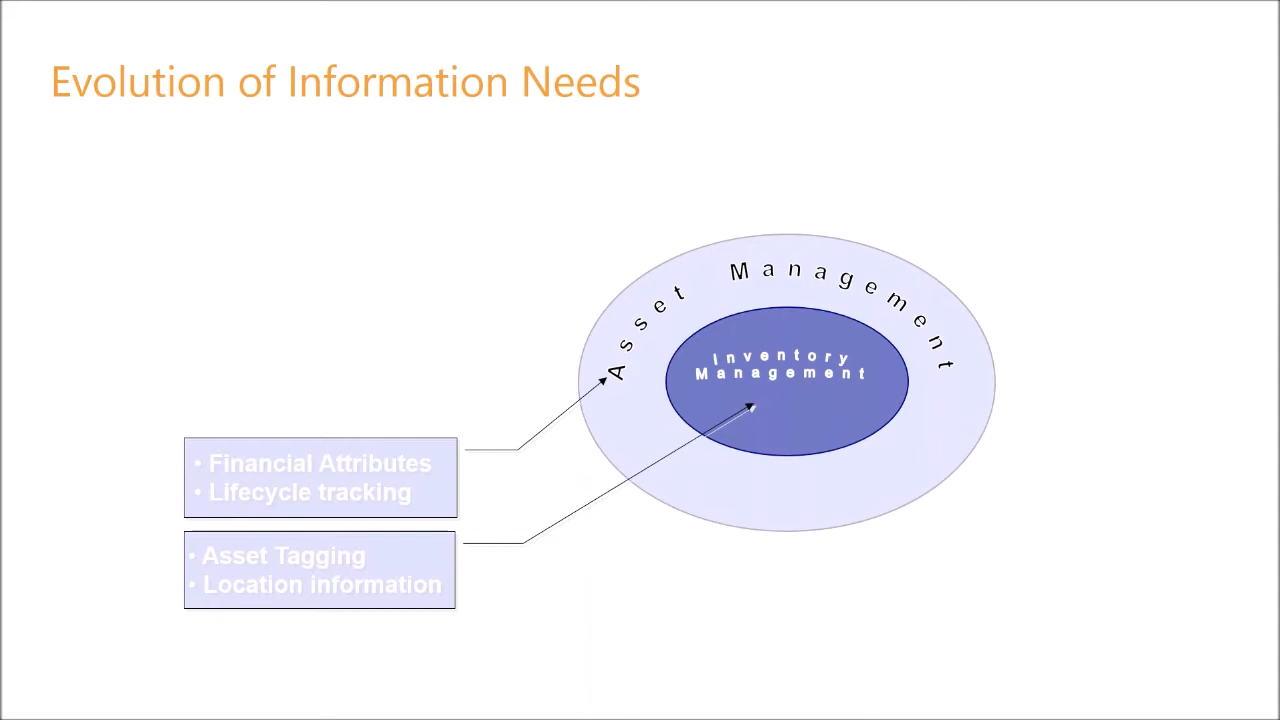 Evolution of Information Needs
Asset Management
Inventory
Management
• Financial Attributes
• Lifecycle tracking
• Asset Tagging
• Location information